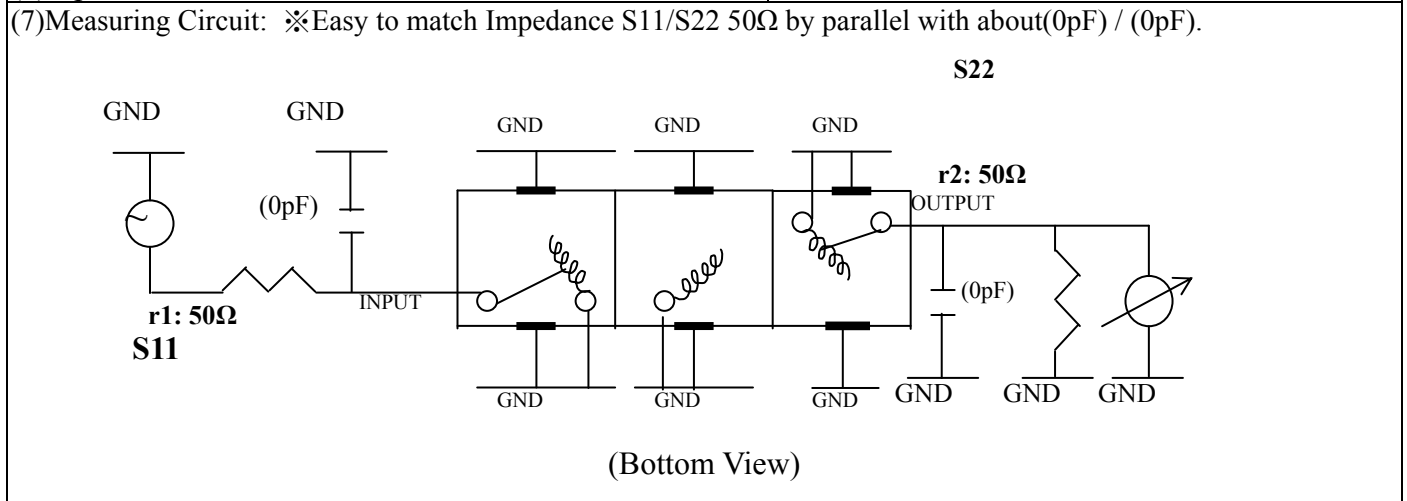 (7)Measuring Circuit: ※Easy to match Impedance S11/S22 50Ω by parallel with about(0pF) / (0pF).
S22
GND GND GND GND GND
r2: 50Ω
(0pF) OUTPUT
(0pF)
INPUT
r1: 50Ω
S11
GND GND GND GND GND GND
(Bottom View)